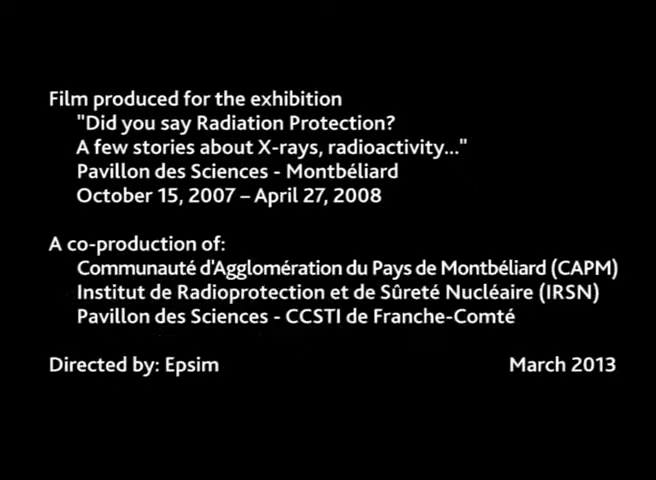 Film produced for the exhibition
"Did you say Radiation Protection?
A few stories about X-rays, radioactivity..."
Pavillon des Sciences - Montbéliard
October 15, 2007 – April 27, 2008
A co-production of:
Communauté d'Agglomération du Pays de Montbéliard (CAPM)
Institut de Radioprotection et de Sûreté Nucléaire (IRSN)
Pavillon des Sciences - CCSTI de Franche-Comté
Directed by: Epsim March 2013